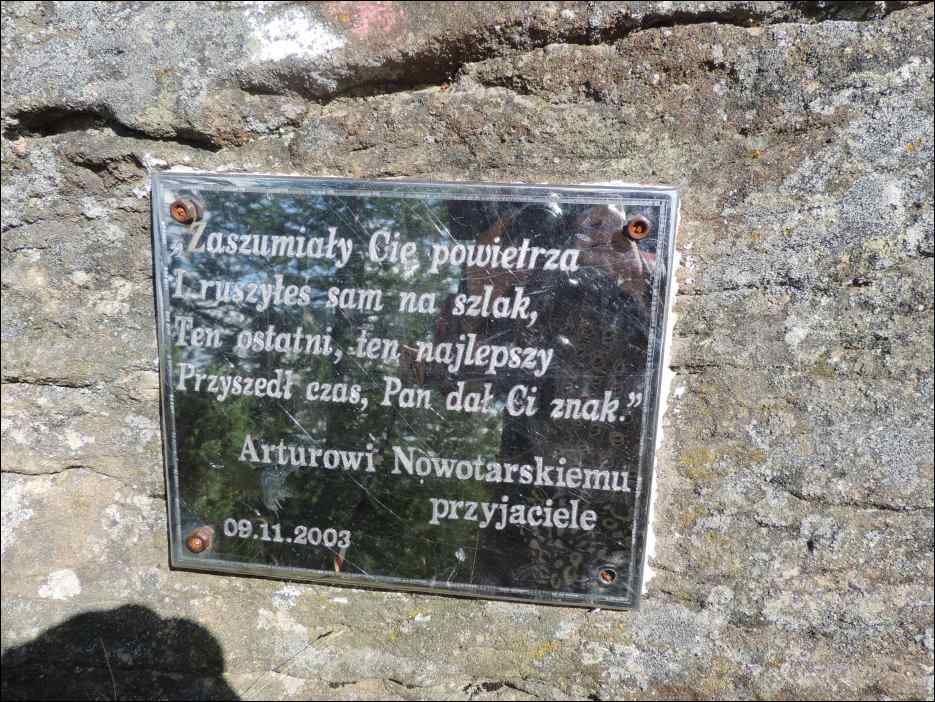 „Zaszumiały Cię powietrza
I ruszyłeś sam na szlak,
Ten ostatni, ten najlepszy
Przyszedł czas, Pan dał Ci znak.”
Arturowi Nowotarskiemu
przyjaciele
09.11.2003